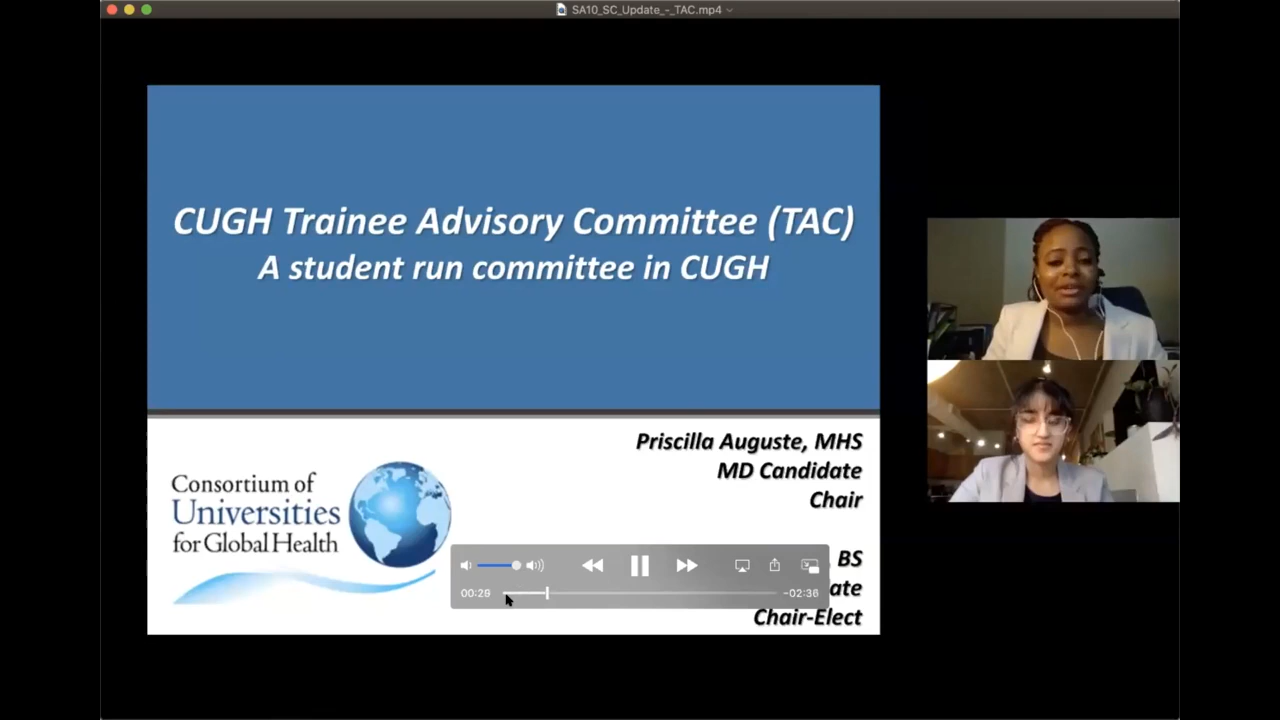 SA10_SC_Update_-_TAC.mp4
CUGH Trainee Advisory Committee (TAC)
A student run committee in CUGH
Priscilla Auguste, MHS
MD Candidate
Chair
Consortium of
Universities
for Global Health
BS
ate
Chair-Elect
00:29
-02:36